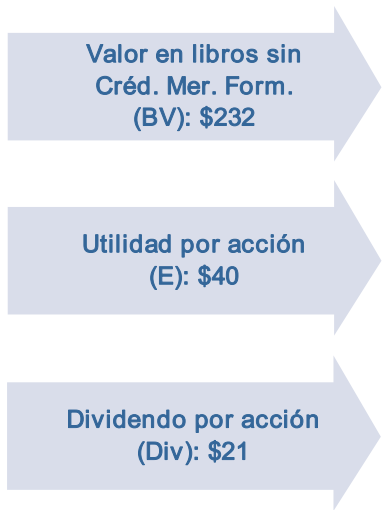 Valor en libros sin
Créd. Mer. Form.
(BV): $232
Utilidad por acción
(E): $40
Dividendo por acción
(Div): $21